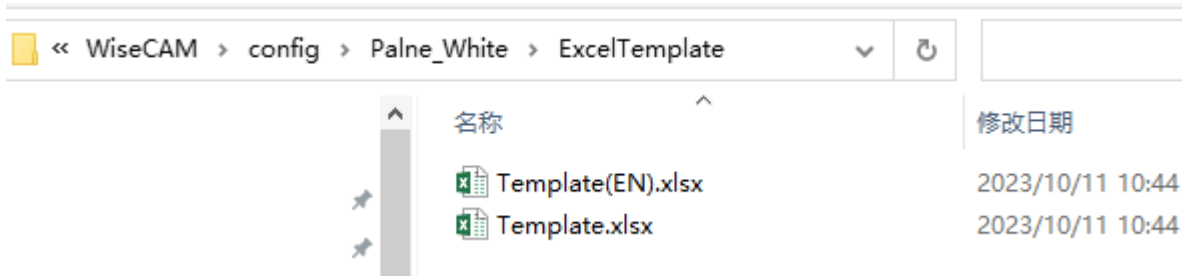 « WiseCAM > config > Palne_White > ExcelTemplate
名称 修改日期
Template(EN).xlsx 2023/10/11 10:44
Template.xlsx 2023/10/11 10:44